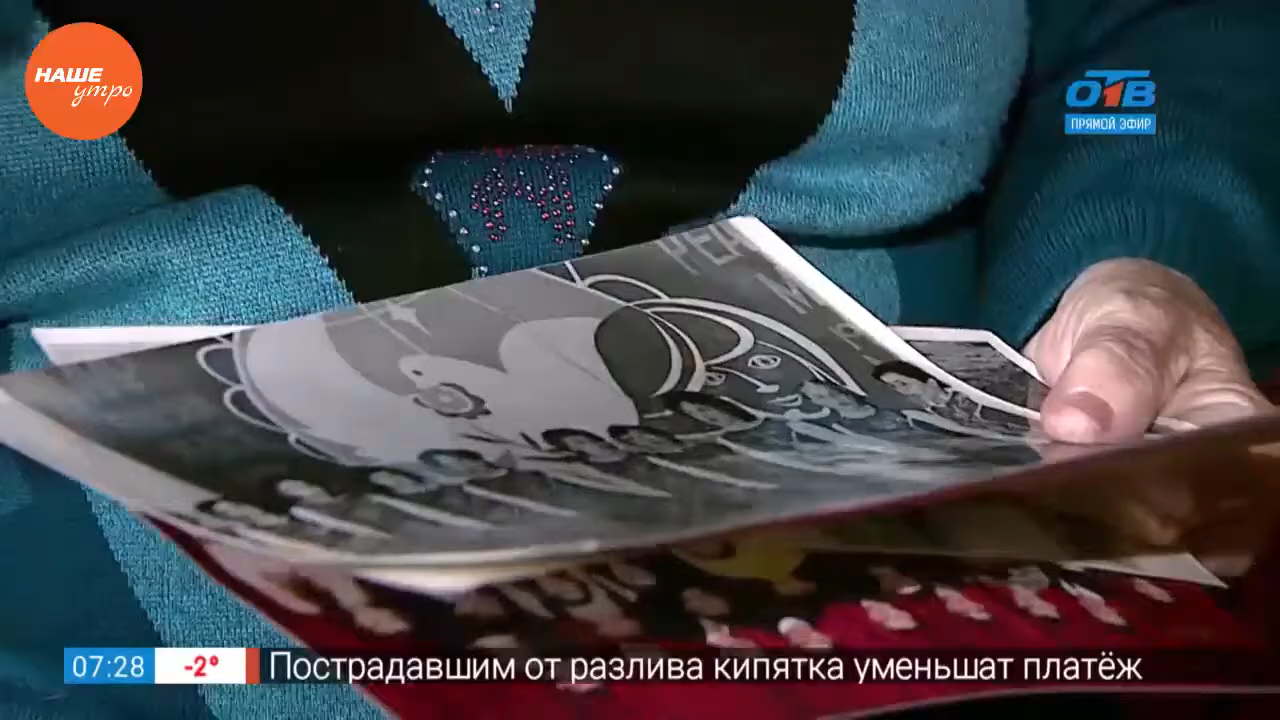 НАШЕ
утро
ОТВ
ПРЯМОЙ ЭФИР
07:28
-2°
Пострадавшим от разлива кипятка уменьшат платёж